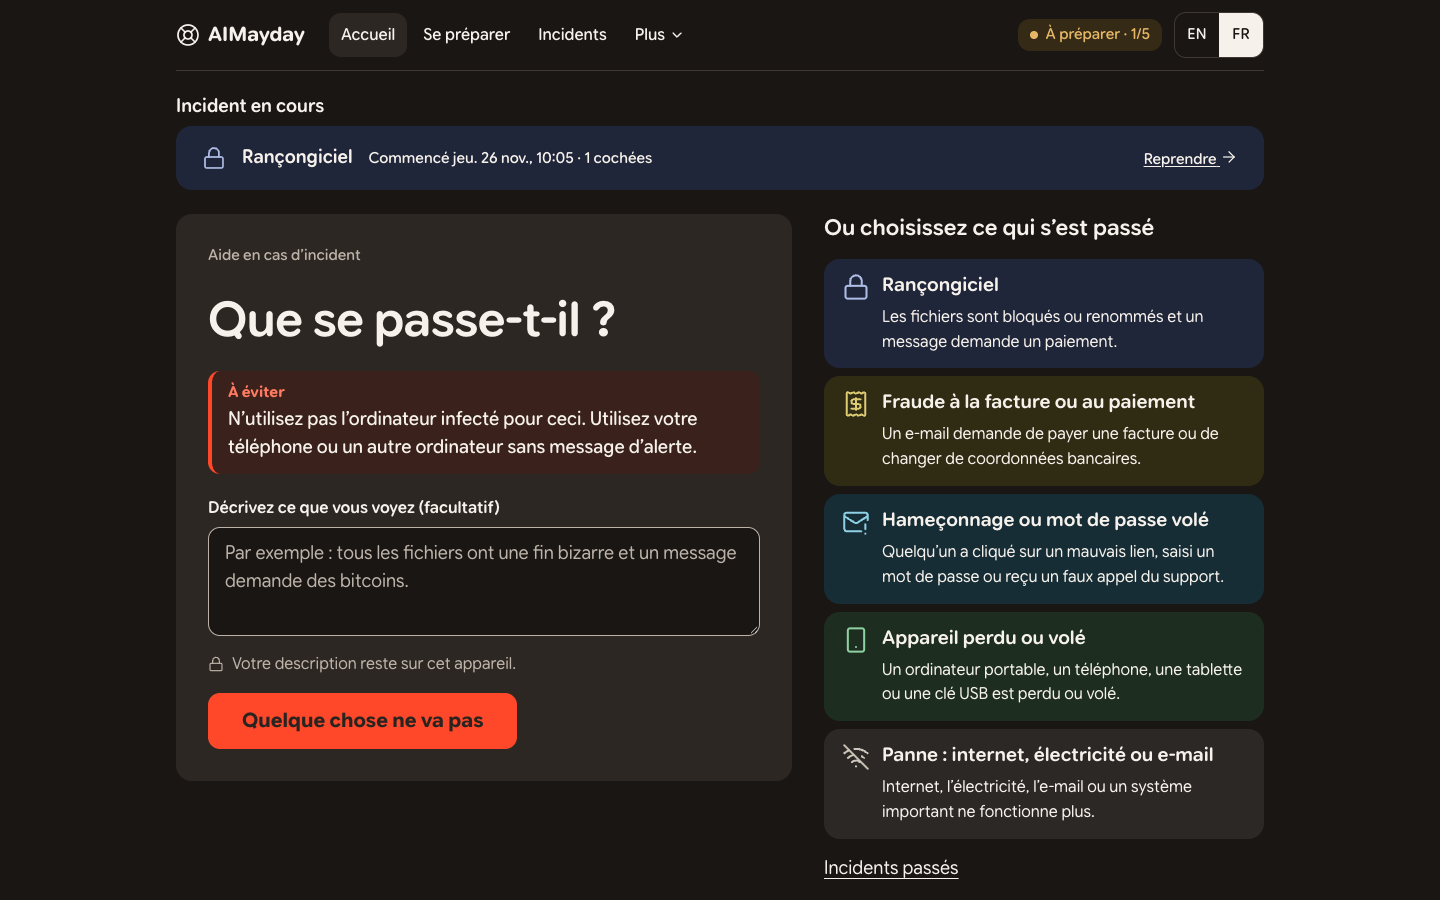 AIMayday
Accueil
Se préparer
Incidents
Plus
À préparer · 1/5
EN
FR
Incident en cours
Rançongiciel
Commencé jeu. 26 nov., 10:05 · 1 cochées
Reprendre
Aide en cas d’incident
Que se passe-t-il ?
À éviter
N’utilisez pas l’ordinateur infecté pour ceci. Utilisez votre
téléphone ou un autre ordinateur sans message d’alerte.
Décrivez ce que vous voyez (facultatif)
Par exemple : tous les fichiers ont une fin bizarre et un message
demande des bitcoins.
Votre description reste sur cet appareil.
Quelque chose ne va pas
Ou choisissez ce qui s’est passé
Rançongiciel
Les fichiers sont bloqués ou renommés et un
message demande un paiement.
Fraude à la facture ou au paiement
Un e-mail demande de payer une facture ou de
changer de coordonnées bancaires.
Hameçonnage ou mot de passe volé
Quelqu’un a cliqué sur un mauvais lien, saisi un
mot de passe ou reçu un faux appel du support.
Appareil perdu ou volé
Un ordinateur portable, un téléphone, une tablette
ou une clé USB est perdu ou volé.
Panne : internet, électricité ou e-mail
Internet, l’électricité, l’e-mail ou un système
important ne fonctionne plus.
Incidents passés